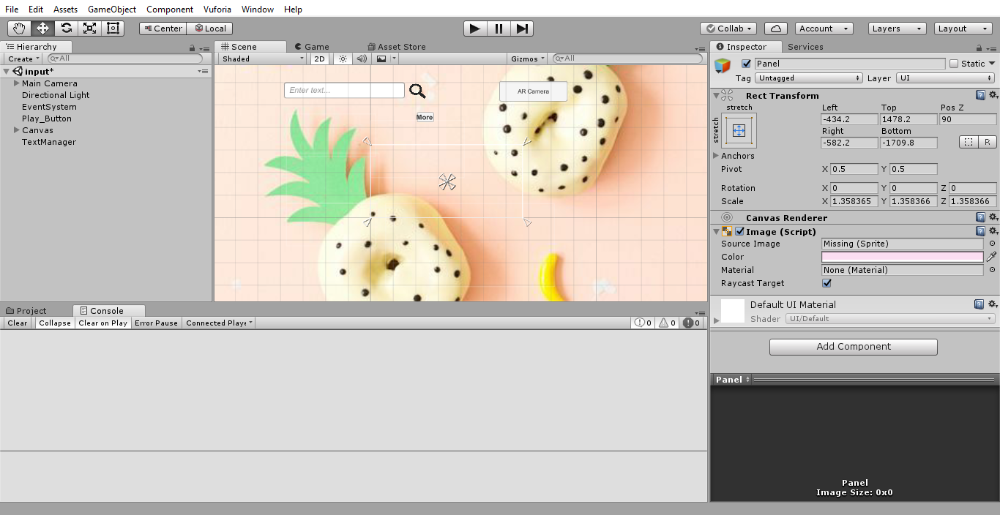 File Edit Assets GameObject Component Vuforia Window Help
Center Local Collab Account Layers Layout
Hierarchy
Create All
input*
Main Camera
Directional Light
EventSystem
Play_Button
Canvas
TextManager
Scene Game Asset Store
Shaded 2D Gizmos All
Enter text...
AR Camera
More
Project Console
Clear Collapse Clear on Play Error Pause Connected Playe 0 0 0
Inspector Services
Panel Static
Tag Untagged Layer UI
Rect Transform
stretch Left Top Pos Z
stretch -434.2 1478.2 90
Right Bottom
-582.2 -1709.8 R
Anchors
Pivot X 0.5 Y 0.5
Rotation X 0 Y 0 Z 0
Scale X 1.358365 Y 1.358366 Z 1.358366
Canvas Renderer
Image (Script)
Source Image Missing (Sprite)
Color
Material None (Material)
Raycast Target
Default UI Material
Shader UI/Default
Add Component
Panel
Panel
Image Size: 0x0